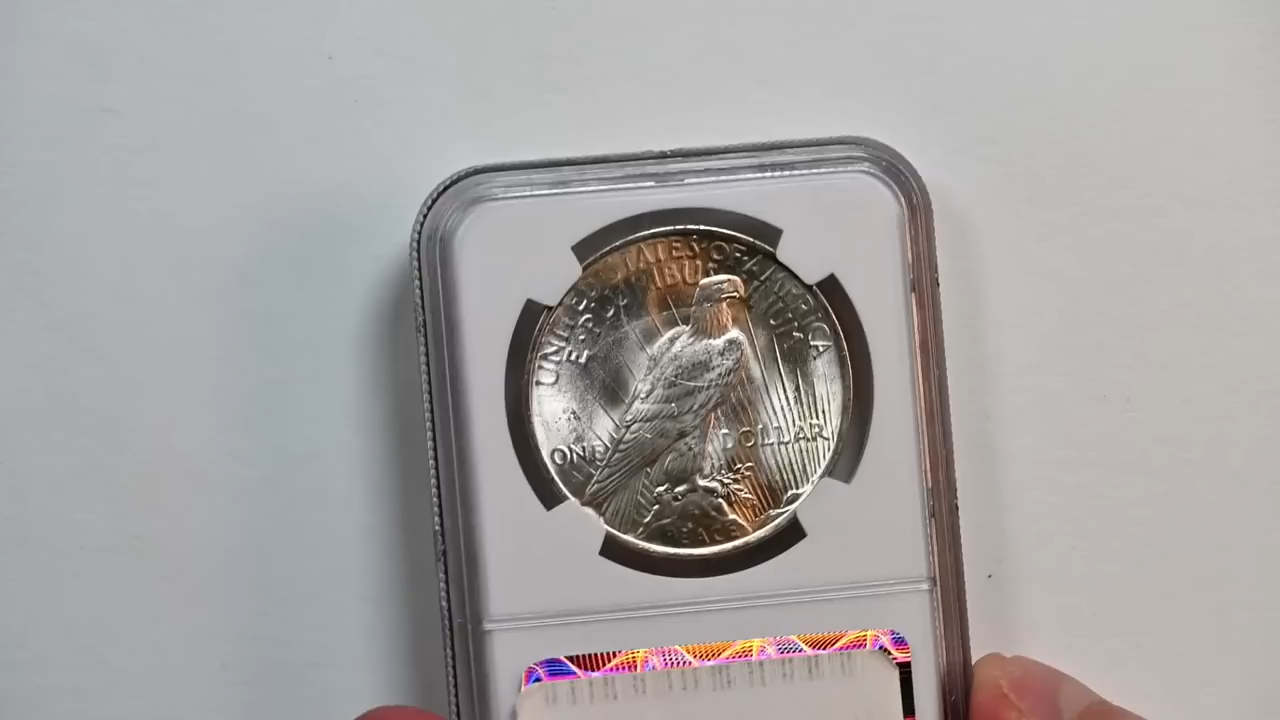 UNITED STATES OF AMERICA
E·PLURIBUS UNUM
ONE DOLLAR
PEACE